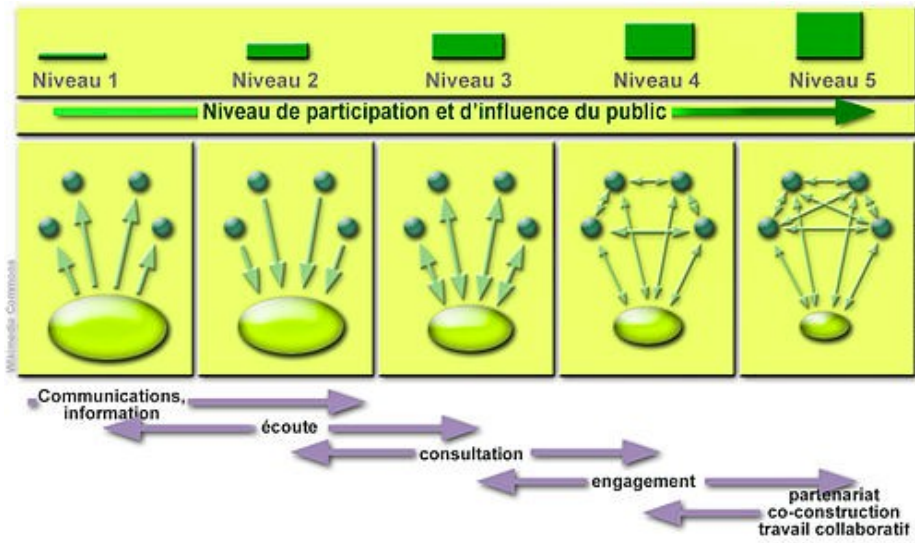 Niveau 1
Niveau 2
Niveau 3
Niveau 4
Niveau 5
Niveau de participation et d'influence du public
Wikimedia Commons
Communications,
information
écoute
consultation
engagement
partenariat
co-construction
travail collaboratif